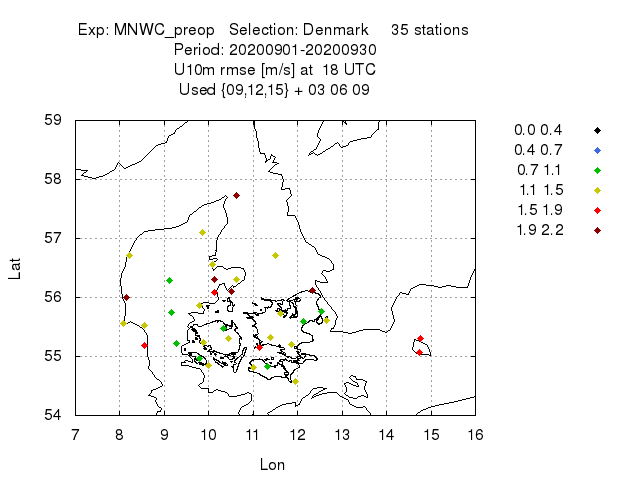 Exp: MNWC_preop Selection: Denmark 35 stations
Period: 20200901-20200930
U10m rmse [m/s] at 18 UTC
Used {09,12,15} + 03 06 09
59
58
57
56
55
54
Lat
7 8 9 10 11 12 13 14 15 16
Lon
0.0 0.4
0.4 0.7
0.7 1.1
1.1 1.5
1.5 1.9
1.9 2.2